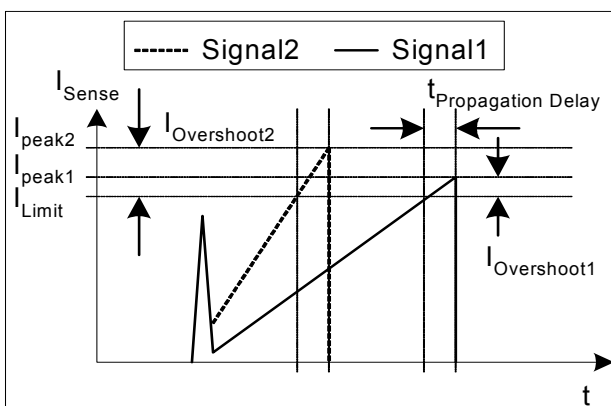 Signal2 Signal1
I_Sense
t_Propagation Delay
I_peak2
I_Overshoot2
I_peak1
I_Limit
I_Overshoot1
t